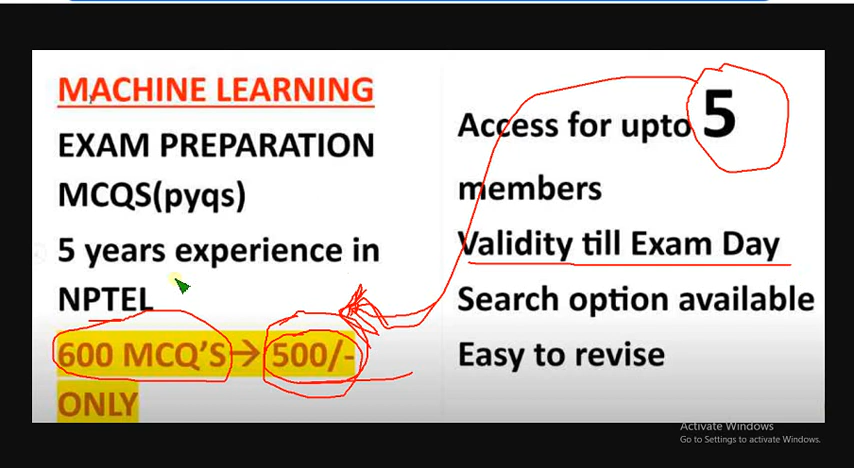 MACHINE LEARNING
EXAM PREPARATION
MCQS(pyqs)
5 years experience in
NPTEL
600 MCQ'S→500/-
ONLY
Access for upto 5
members
Validity till Exam Day
Search option available
Easy to revise
Activate Windows
Go to Settings to activate Windows.